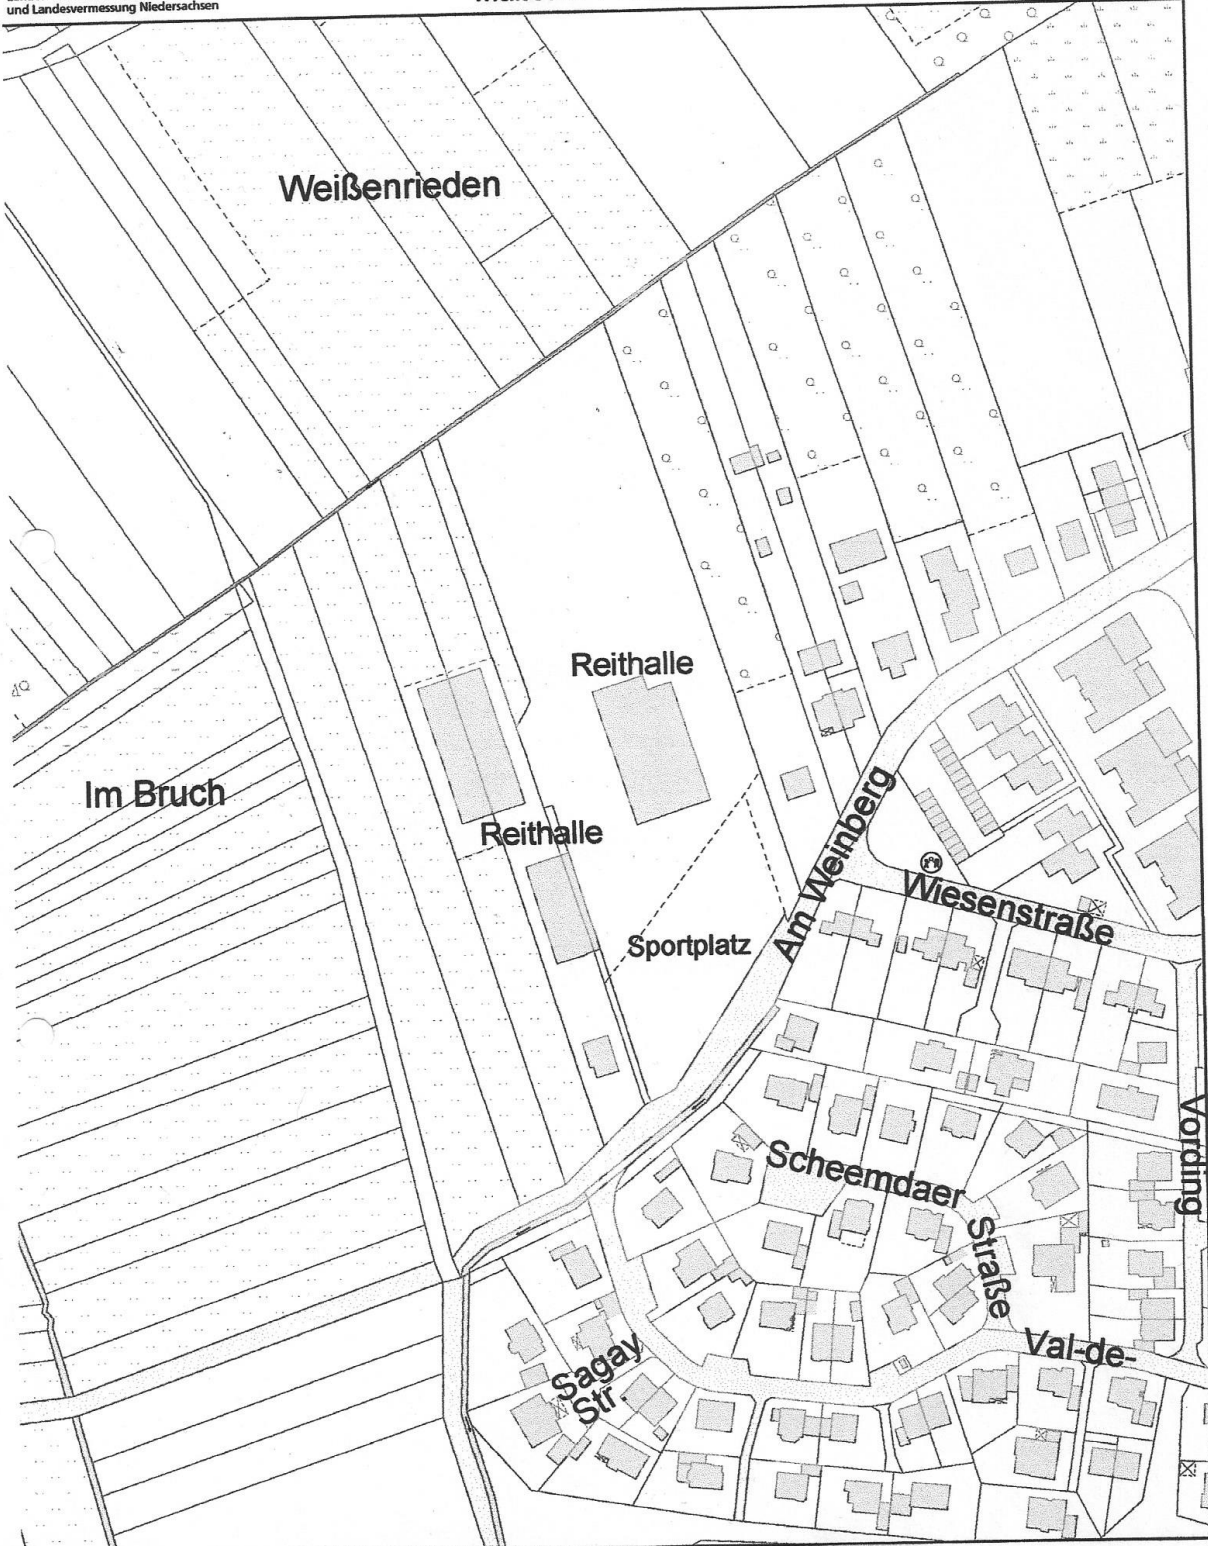 und Landesvermessung Niedersachsen
Weißenrieden
Reithalle
Im Bruch
Reithalle
Am Weinberg
Wiesenstraße
Sportplatz
Vording
Scheemdaer
Straße
Val-de-
Sagay
Str.